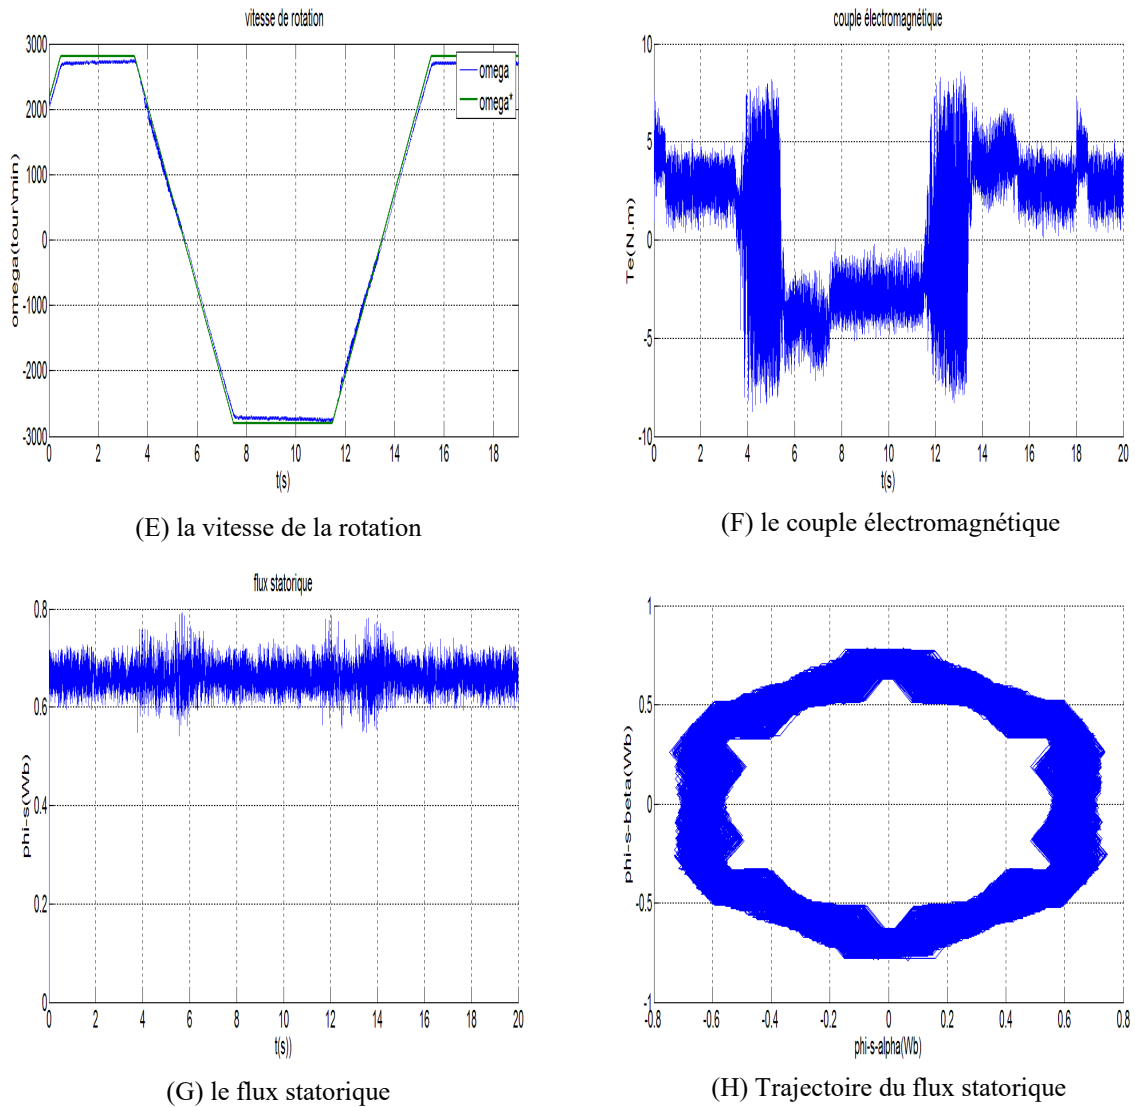 vitesse de rotation
3000
2000
1000
0
-1000
-2000
-3000
omega(tour\min)
omega
omega*
0 2 4 6 8 10 12 14 16 18
t(s)
(E) la vitesse de la rotation
couple électromagnétique
10
5
0
-5
-10
Te(N.m)
0 2 4 6 8 10 12 14 16 18 20
t(s)
(F) le couple électromagnétique
flux statorique
0.8
0.6
0.4
0.2
0
phi-s(Wb)
0 2 4 6 8 10 12 14 16 18 20
t(s))
(G) le flux statorique
1
0.5
0
-0.5
-1
phi-s-beta(Wb)
-0.8 -0.6 -0.4 -0.2 0 0.2 0.4 0.6 0.8
phi-s-alpha(Wb)
(H) Trajectoire du flux statorique